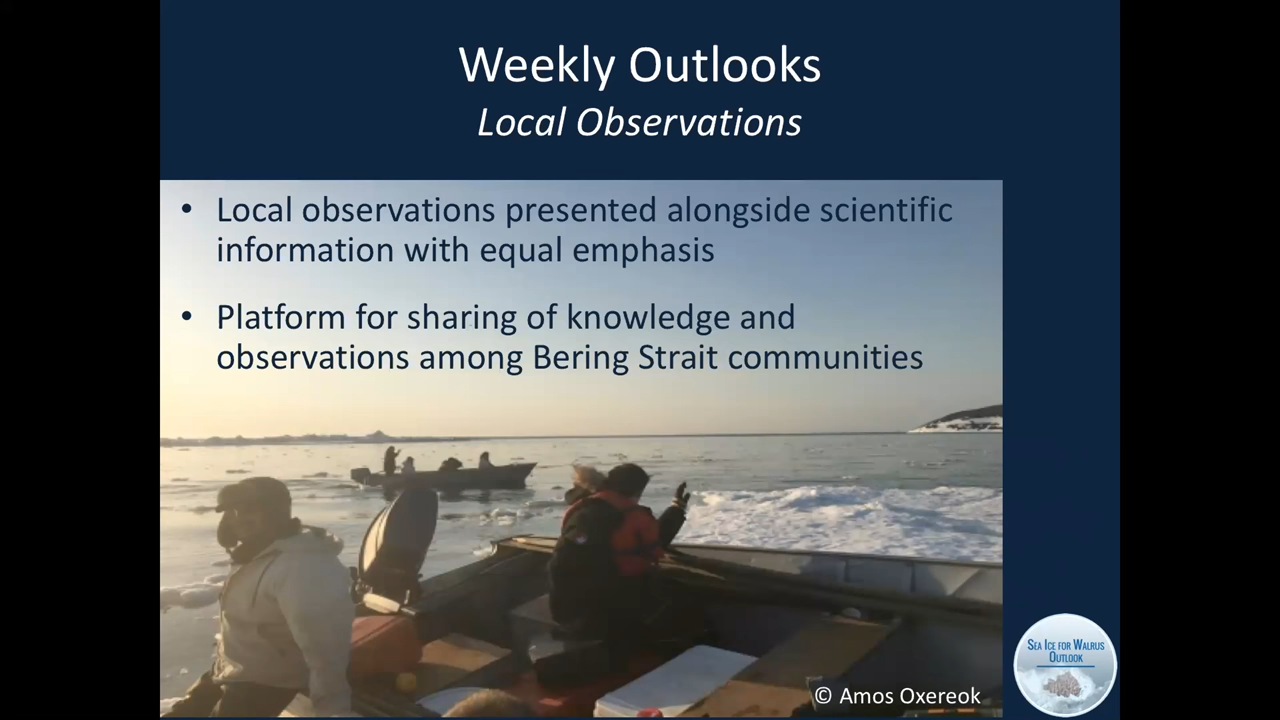 Weekly Outlooks
Local Observations
• Local observations presented alongside scientific
information with equal emphasis
• Platform for sharing of knowledge and
observations among Bering Strait communities
© Amos Oxereok
SEA ICE FOR WALRUS
OUTLOOK